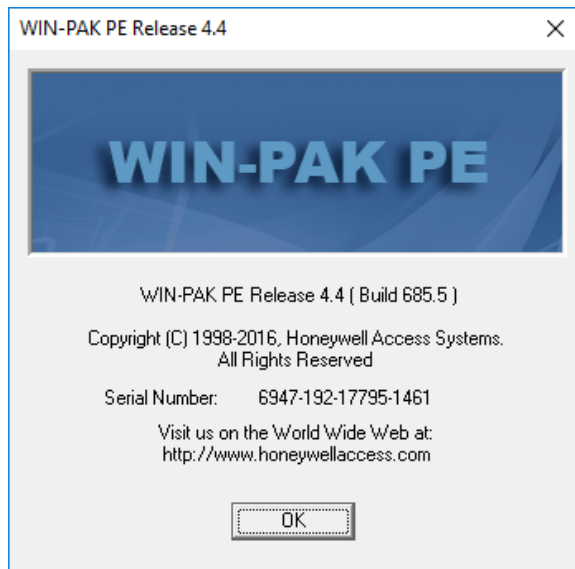 WIN-PAK PE Release 4.4
WIN-PAK PE
WIN-PAK PE Release 4.4 ( Build 685.5 )
Copyright (C) 1998-2016, Honeywell Access Systems.
All Rights Reserved
Serial Number: 6947-192-17795-1461
Visit us on the World Wide Web at:
http://www.honeywellaccess.com
OK